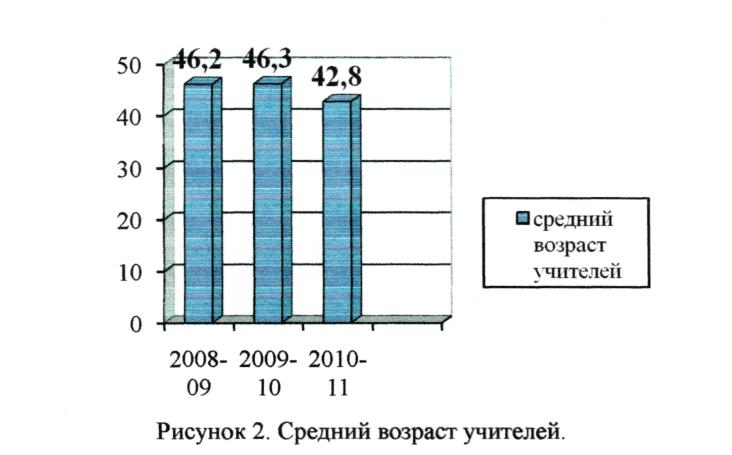 46,2 46,3
42,8
50
40
30
20
10
0
2008-09
2009-10
2010-11
средний
возраст
учителей
Рисунок 2. Средний возраст учителей.